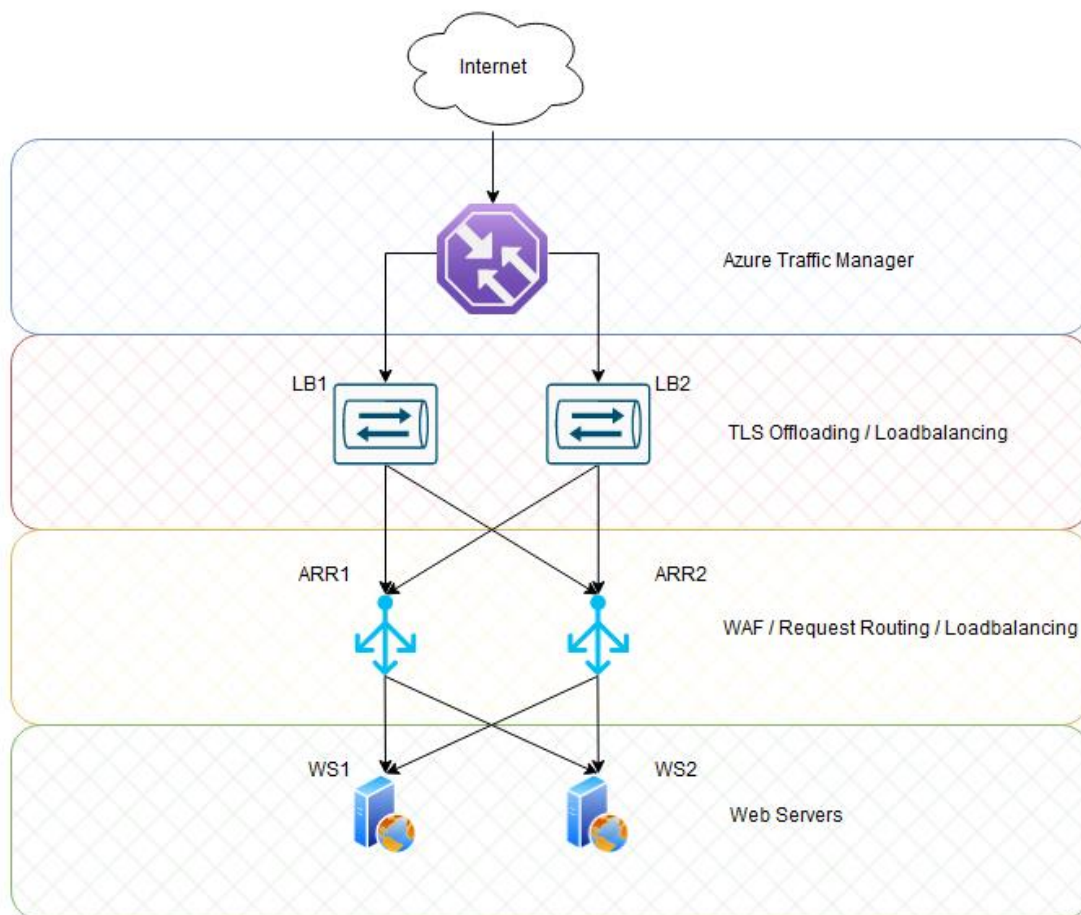 Internet
Azure Traffic Manager
LB1
LB2
TLS Offloading / Loadbalancing
ARR1
ARR2
WAF / Request Routing / Loadbalancing
WS1
WS2
Web Servers